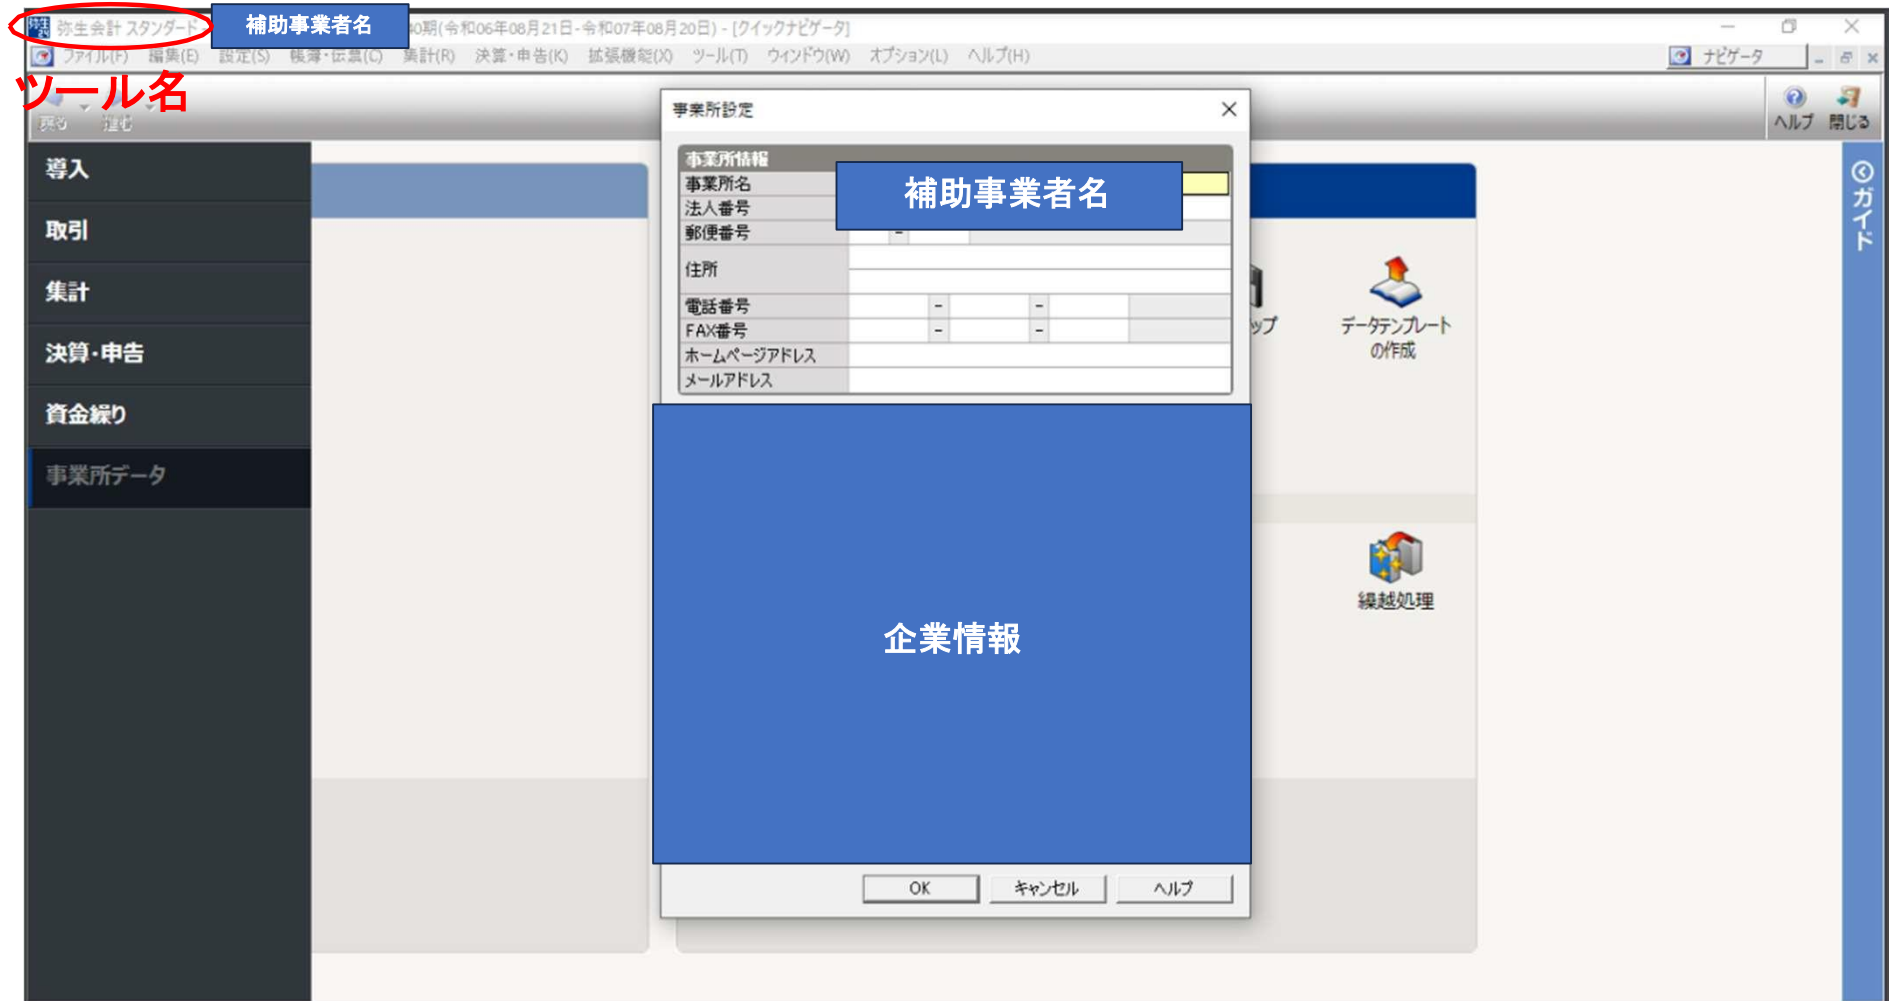 弥生会計 スタンダード
補助事業者名
40期(令和06年08月21日-令和07年08月20日) - [クイックナビゲータ]
ファイル(F) 編集(E) 設定(S) 帳簿・伝票(C) 集計(R) 決算・申告(K) 拡張機能(X) ツール(T) ウィンドウ(W) オプション(L) ヘルプ(H)
ナビゲータ
ツール名
戻る 進む
ヘルプ 閉じる
導入
取引
集計
決算・申告
資金繰り
事業所データ
事業所設定
事業所情報
事業所名
補助事業者名
法人番号
郵便番号 -
住所
電話番号 - -
FAX番号 - -
ホームページアドレス
メールアドレス
企業情報
OK キャンセル ヘルプ
ップ
データテンプレート
の作成
繰越処理
ガイド